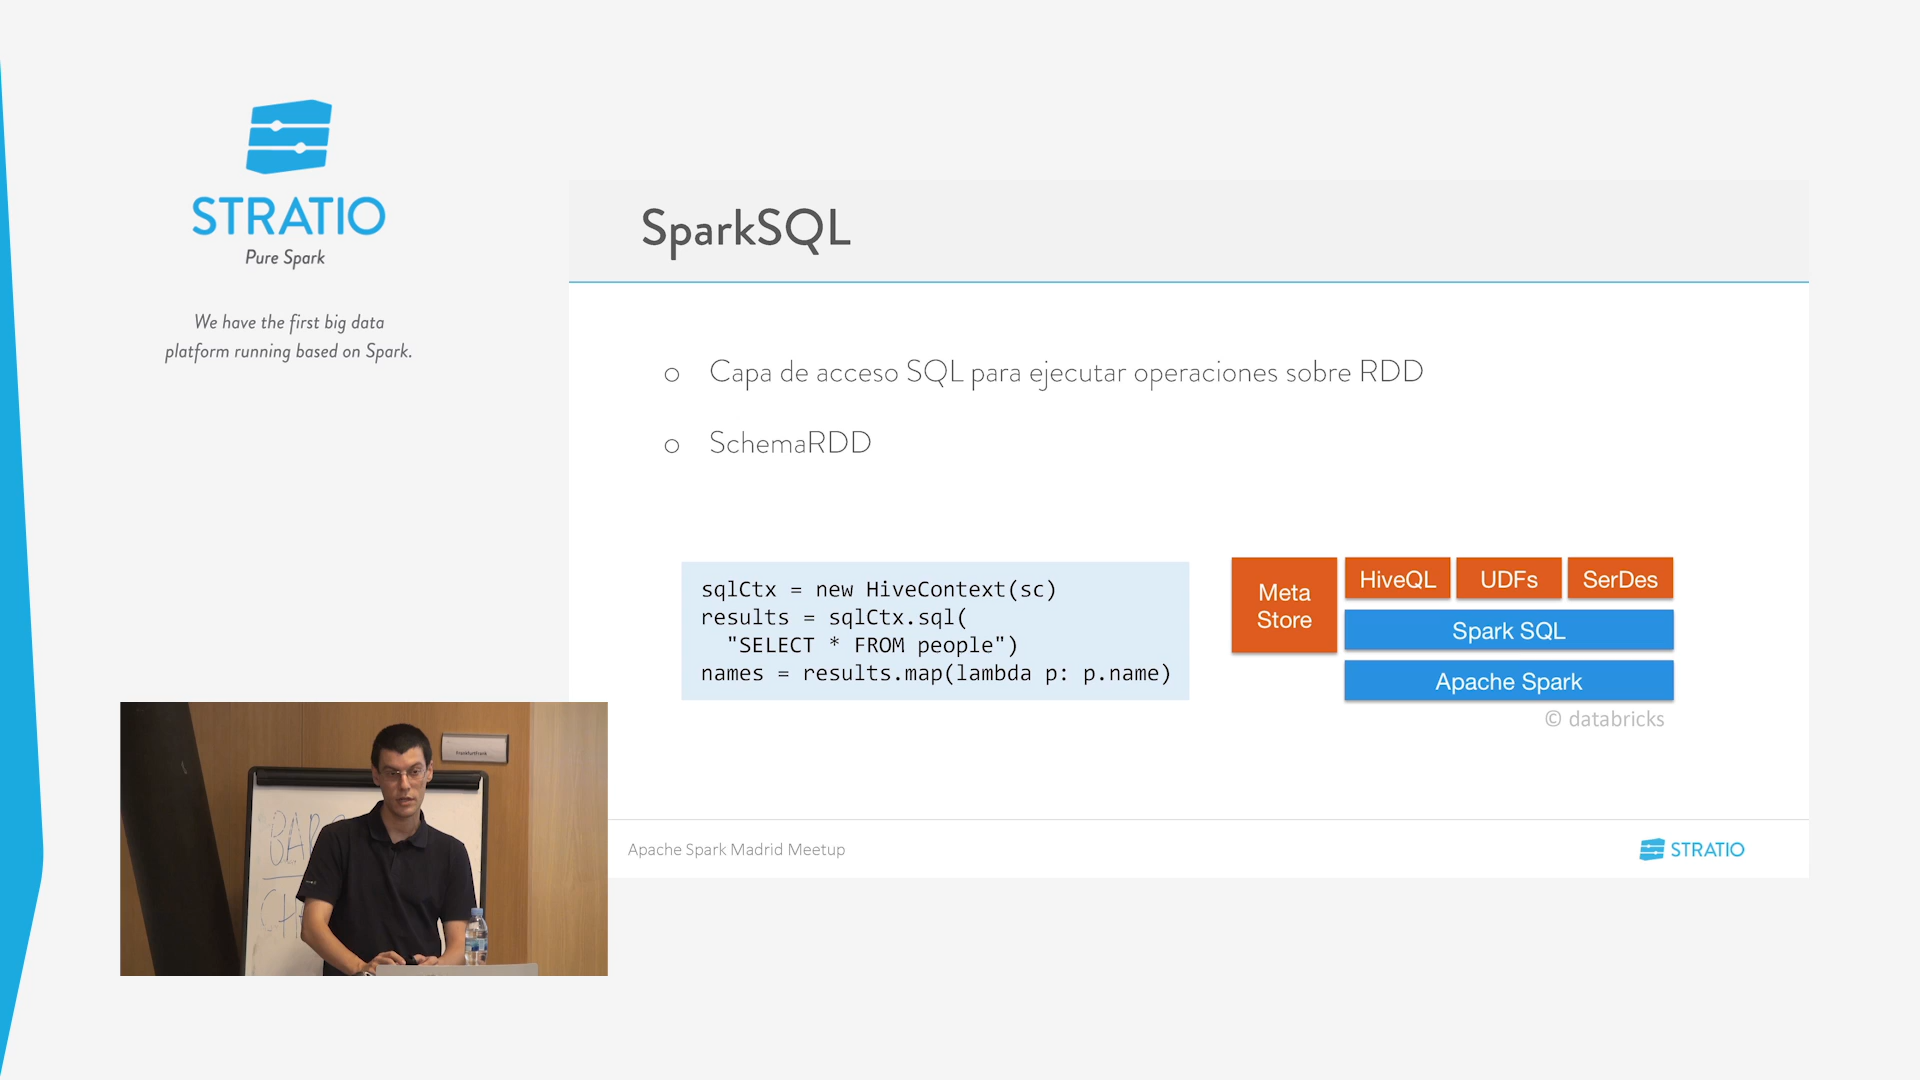 STRATIO
Pure Spark
We have the first big data
platform running based on Spark.
SparkSQL
Capa de acceso SQL para ejecutar operaciones sobre RDD
SchemaRDD
sqlCtx = new HiveContext(sc)
results = sqlCtx.sql(
"SELECT * FROM people")
names = results.map(lambda p: p.name)
Meta
Store
HiveQL
UDFs
SerDes
Spark SQL
Apache Spark
© databricks
Apache Spark Madrid Meetup
STRATIO